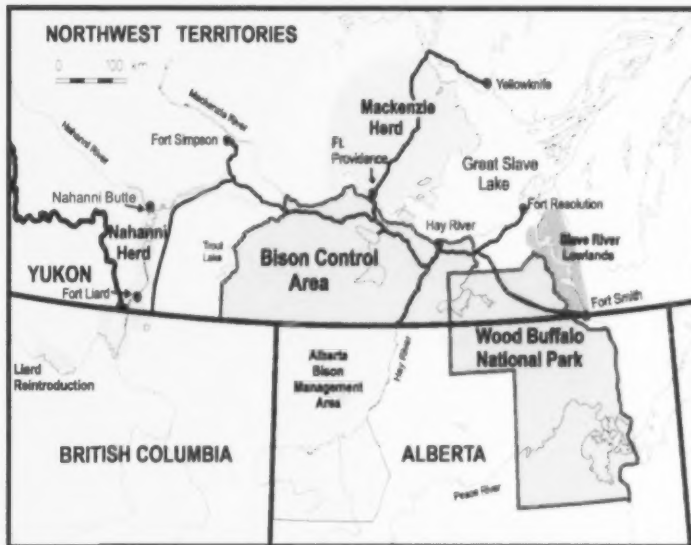 NORTHWEST TERRITORIES
0 100 km
Yellowknife
Mackenzie River
Mackenzie
Herd
Nahanni River
Fort Simpson
Ft.
Providence
Great Slave
Lake
Nahanni Butte
Fort Resolution
Nahanni
Herd
Hay River
Slave River
Lowlands
Trout
Lake
Bison Control
Area
YUKON
Fort Liard
Fort Smith
Wood Buffalo
National Park
Liard
Reintroduction
Alberta
Bison
Management
Area
Hay River
BRITISH COLUMBIA
ALBERTA
Peace River